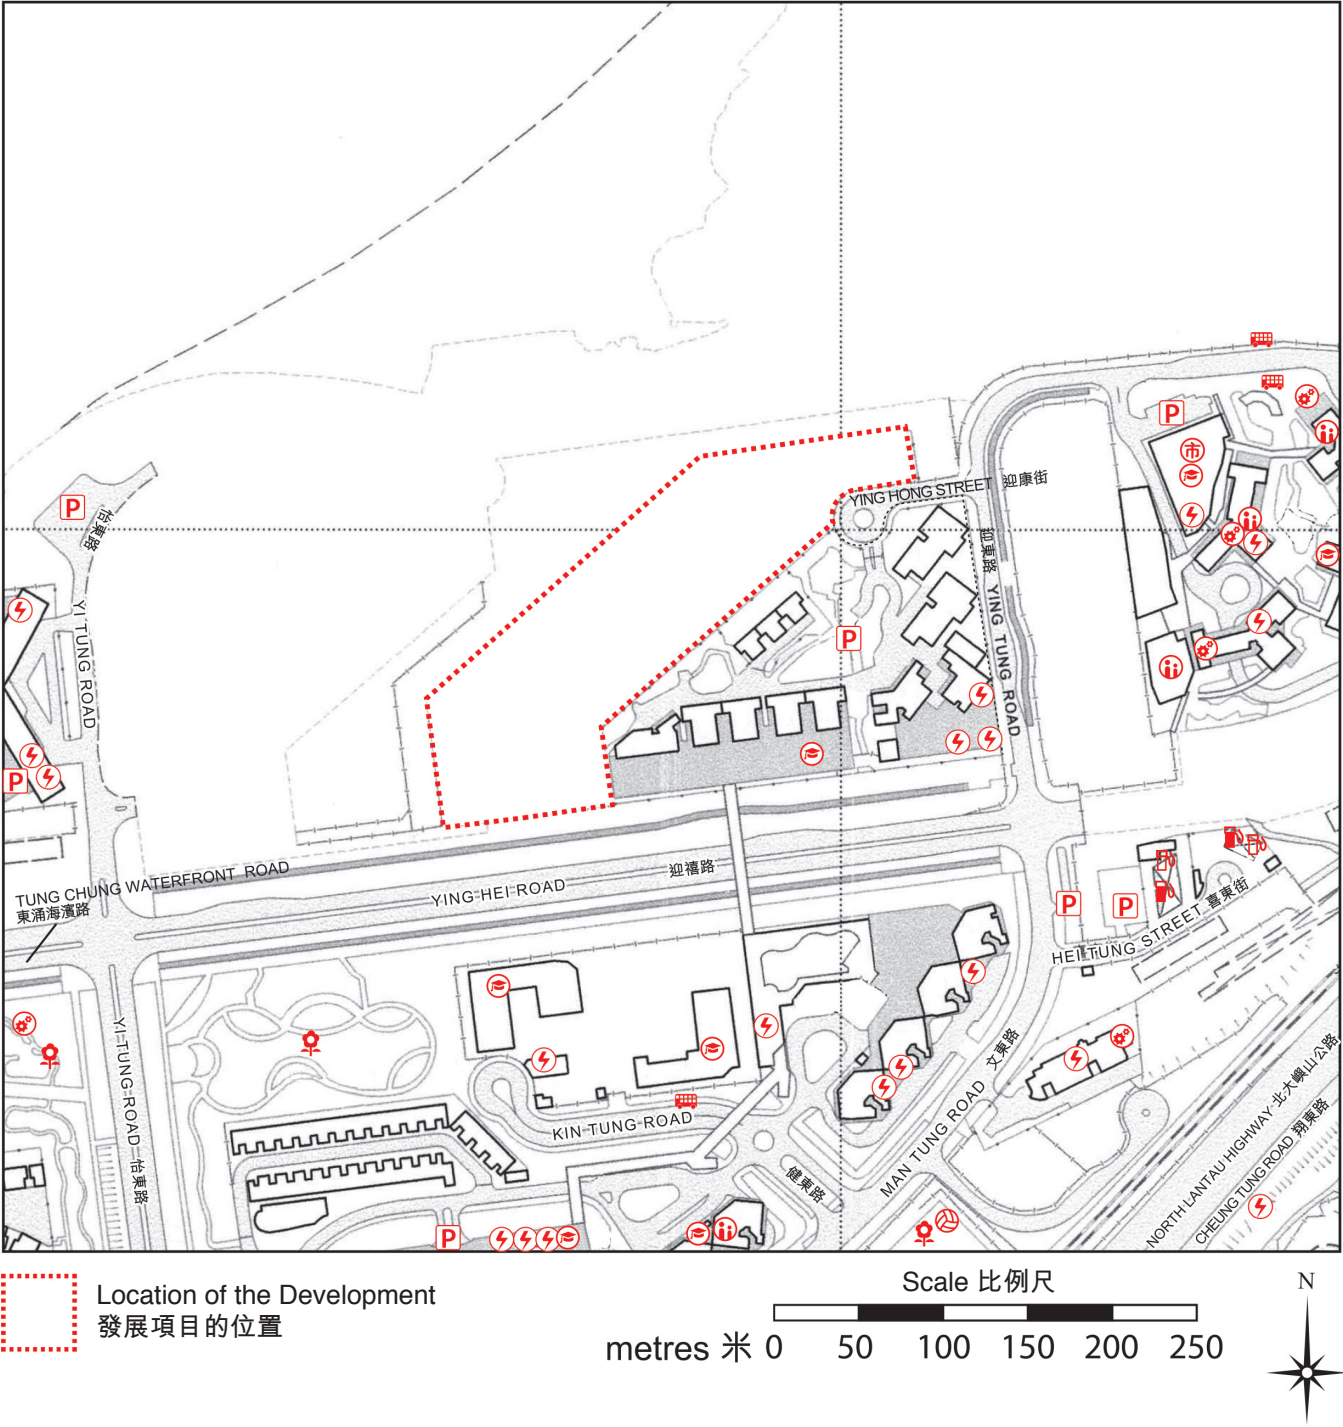 P
P
市
YING HONG STREET 迎康街
怡東路
迎東路
YI TUNG ROAD
YING TUNG ROAD
P
P
TUNG CHUNG WATERFRONT ROAD
東涌海濱路
YING HEI ROAD
迎禧路
P
P
HEI TUNG STREET 喜東街
YI TUNG ROAD 怡東路
KIN TUNG ROAD
健東路
MAN TUNG ROAD 文東路
NORTH LANTAU HIGHWAY 北大嶼山公路
CHEUNG TUNG ROAD 翔東路
P
Location of the Development
發展項目的位置
Scale 比例尺
metres 米 0 50 100 150 200 250
N